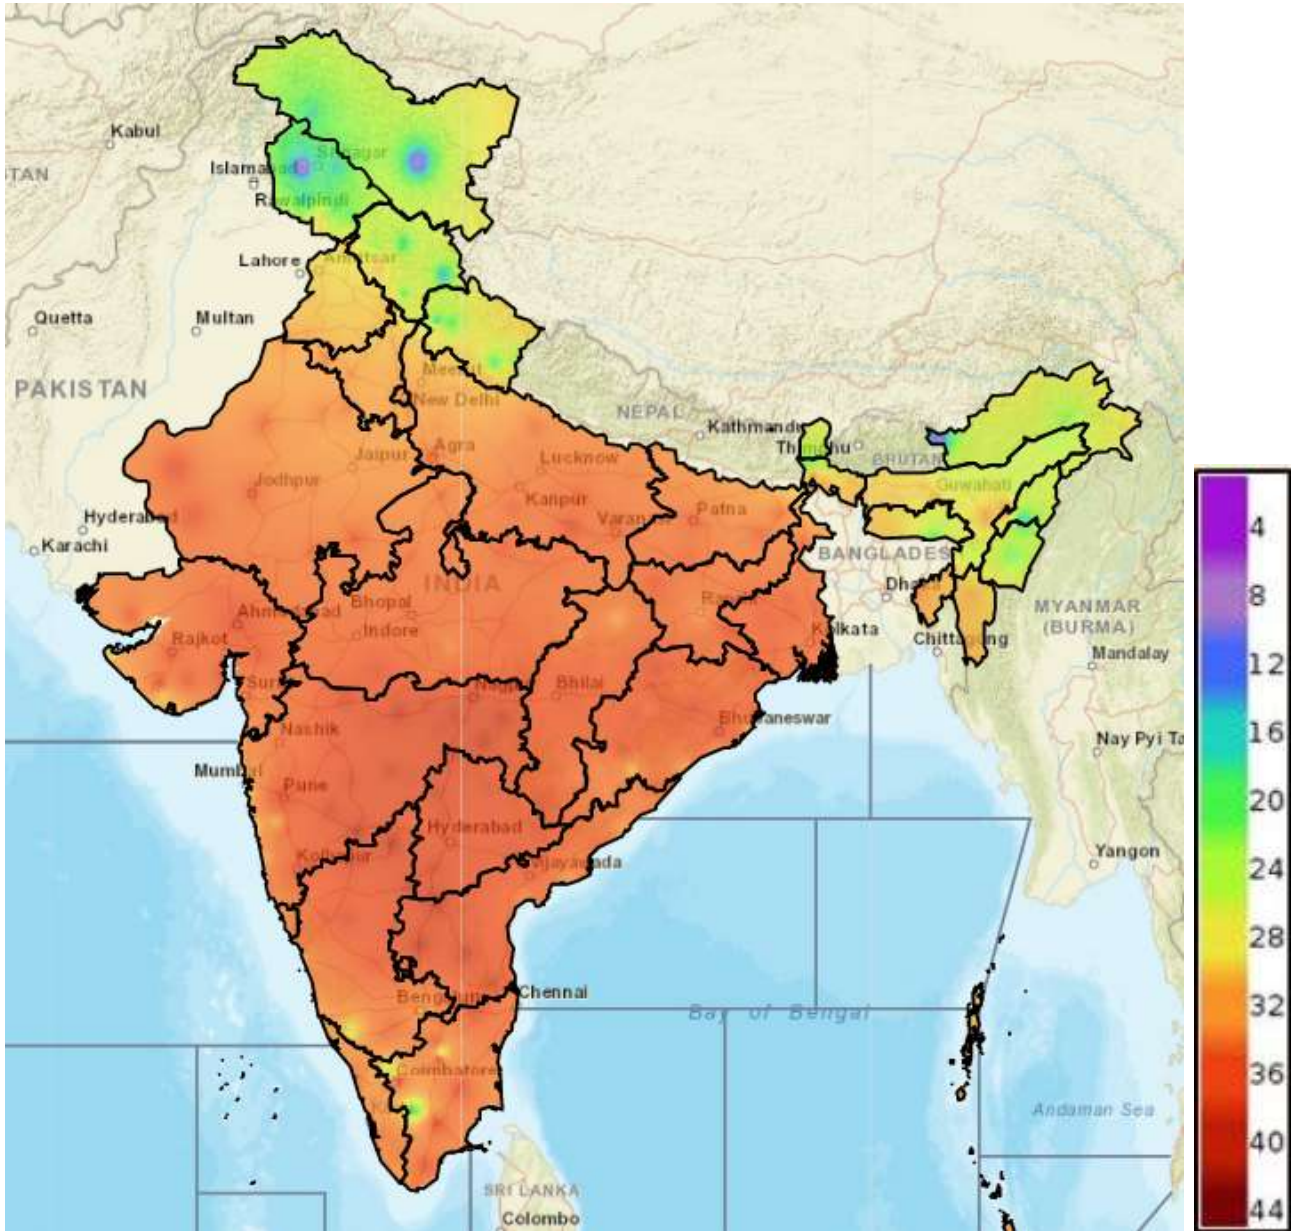 Kabul
Srinagar
Islamabad
TAN
Rawalpindi
Lahore
Amritsar
Quetta
Multan
PAKISTAN
Meerut
New Delhi
NEPAL
Kathmandu
Thimphu
BHUTAN
Agra
Jaipur
Lucknow
Jodhpur
Kanpur
Guwahati
Hyderabad
Varanasi
Patna
Karachi
BANGLADES
INDIA
Dhaka
Ahmedabad
Bhopal
Ranchi
MYANMAR
(BURMA)
Rajkot
Indore
Kolkata
Chittagong
Mandalay
Surat
Nagpur
Bhilai
Nashik
Bhubaneswar
Nay Pyi Ta
Mumbai
Pune
Hyderabad
Kolhapur
Vijayawada
Yangon
Bengaluru
Chennai
Bay of Bengal
Coimbatore
Andaman Sea
SRI LANKA
Colombo
4
8
12
16
20
24
28
32
36
40
44